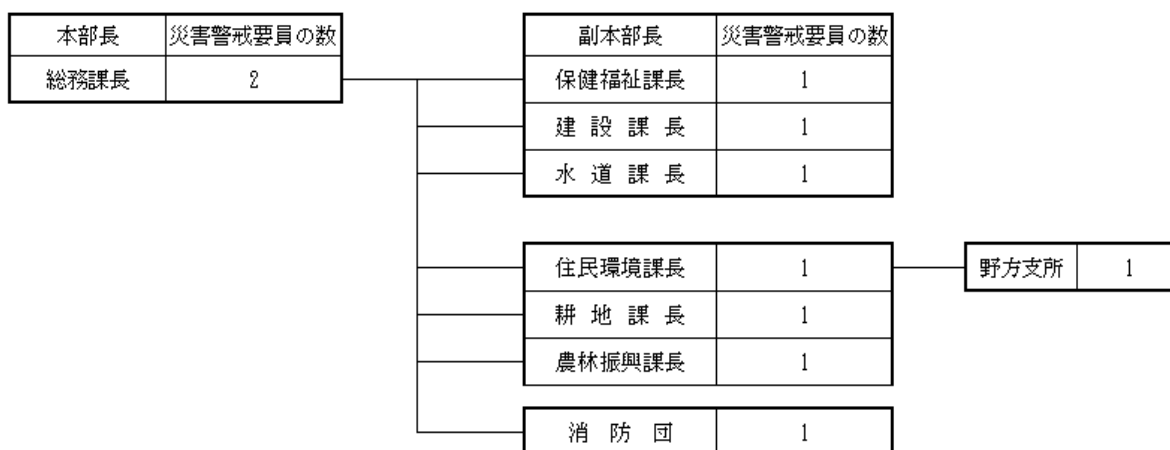 本部長 災害警戒要員の数
総務課長 2
副本部長 災害警戒要員の数
保健福祉課長 1
建設課長 1
水道課長 1
住民環境課長 1
耕地課長 1
農林振興課長 1
消防団 1
野方支所 1